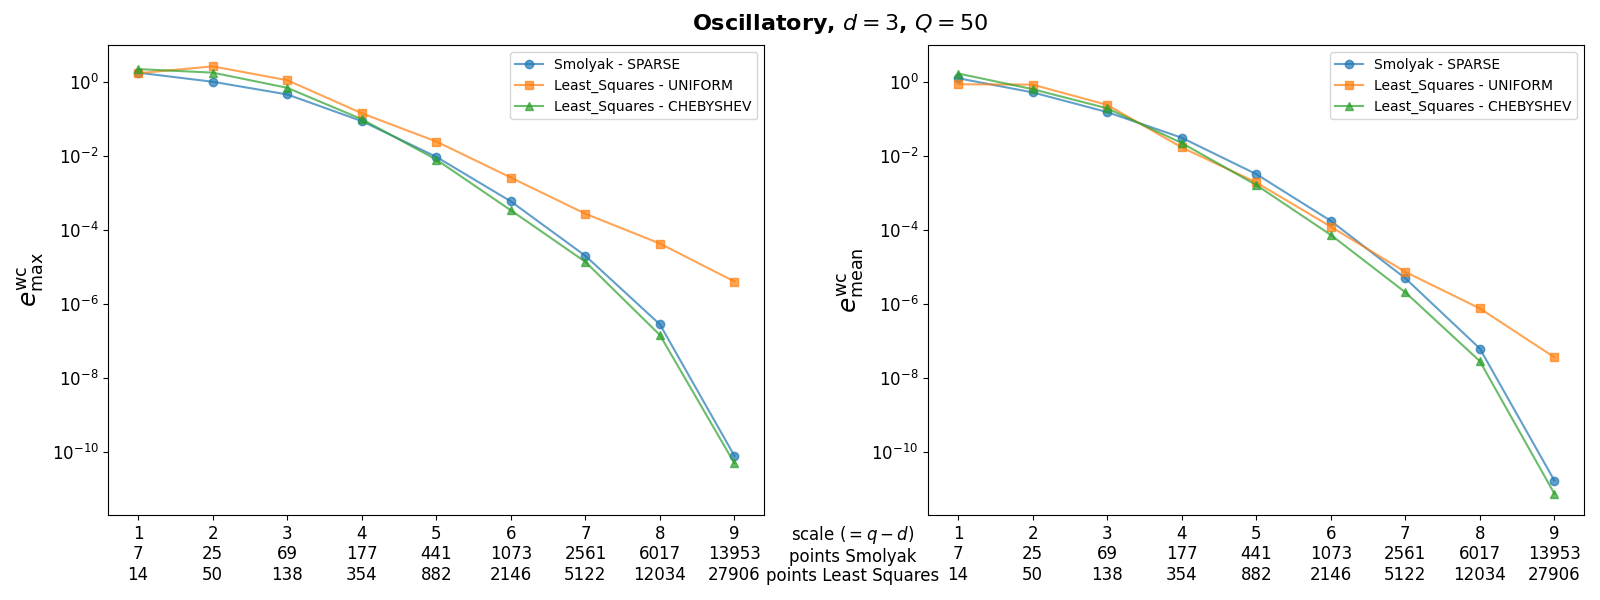 Oscillatory, d = 3, Q = 50
Smolyak - SPARSE
Least_Squares - UNIFORM
Least_Squares - CHEBYSHEV
10^0
10^−2
10^−4
10^−6
10^−8
10^−10
e^wc_max
1 2 3 4 5 6 7 8 9
7 25 69 177 441 1073 2561 6017 13953
14 50 138 354 882 2146 5122 12034 27906
scale (= q − d)
points Smolyak
points Least Squares
Smolyak - SPARSE
Least_Squares - UNIFORM
Least_Squares - CHEBYSHEV
10^0
10^−2
10^−4
10^−6
10^−8
10^−10
e^wc_mean
1 2 3 4 5 6 7 8 9
7 25 69 177 441 1073 2561 6017 13953
14 50 138 354 882 2146 5122 12034 27906